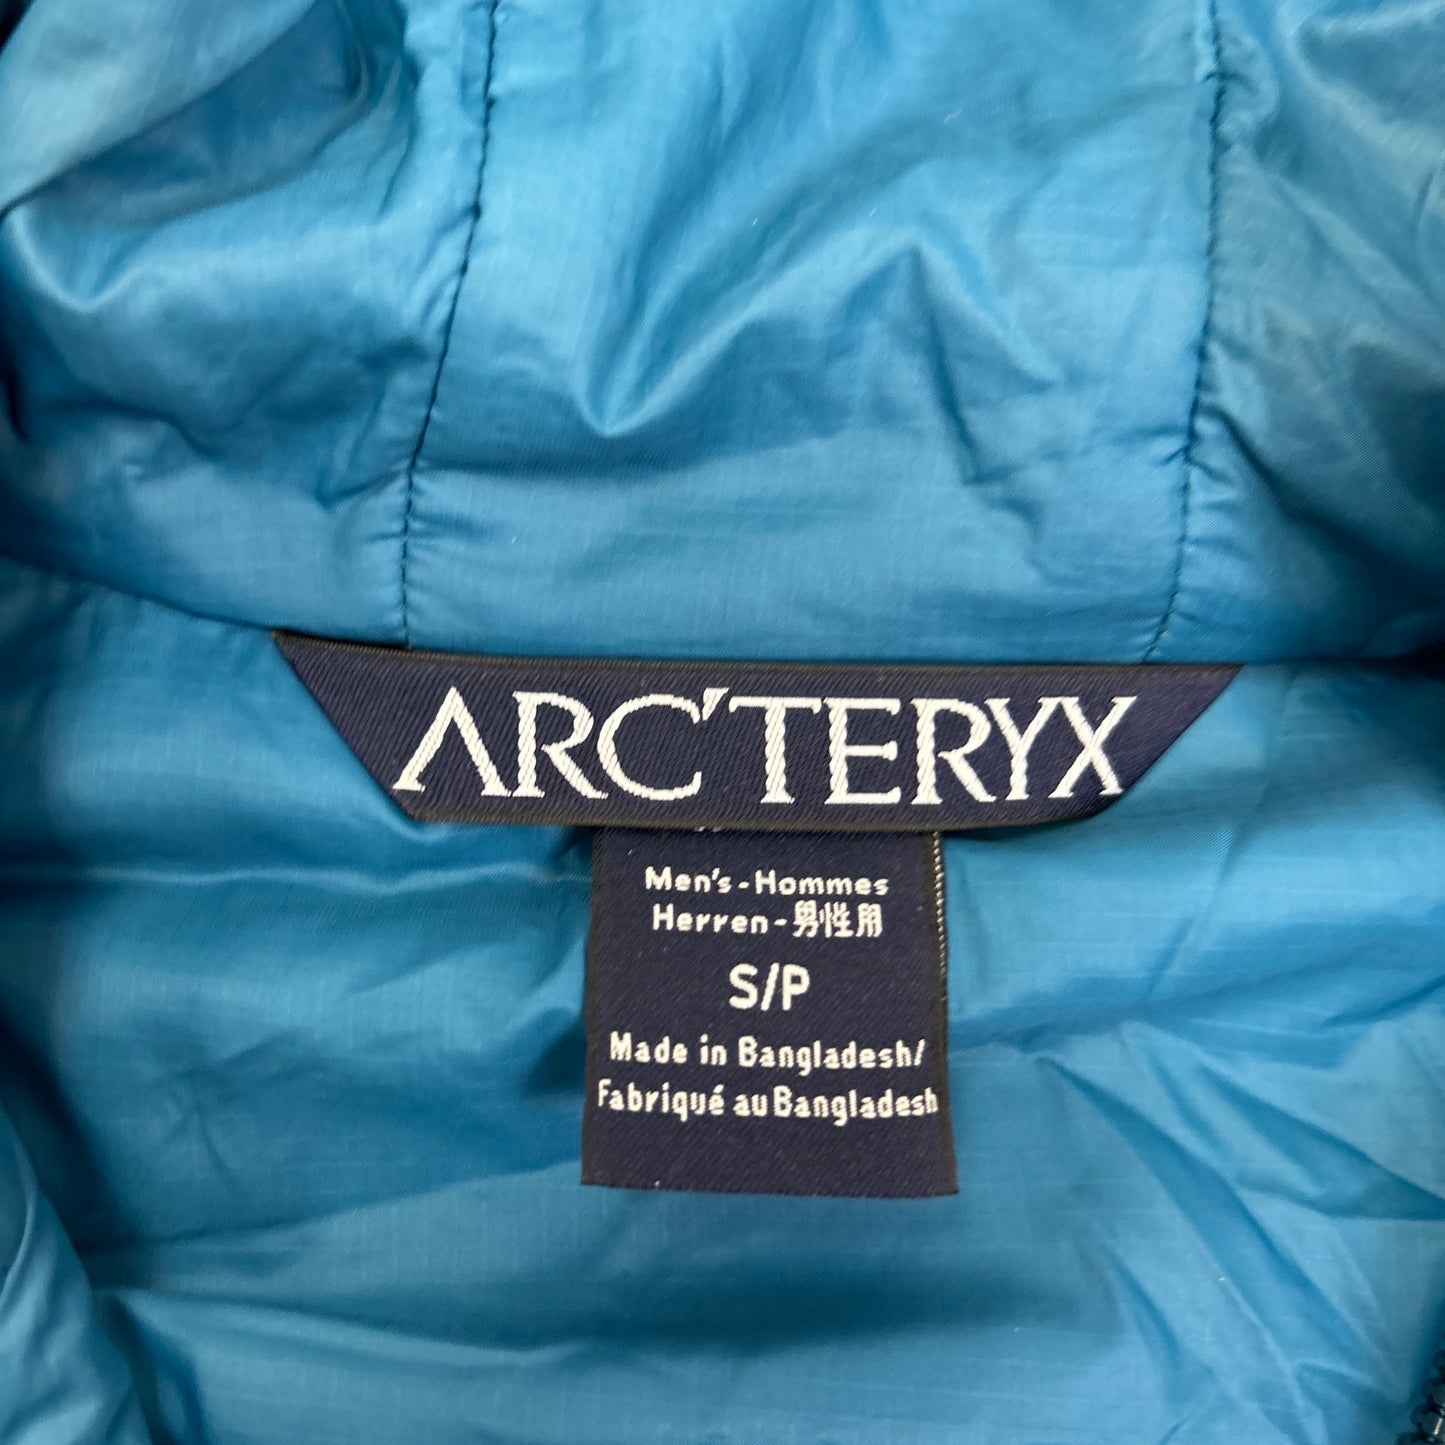 ARC'TERYX
Men's - Hommes
Herren - 男性用
S/P
Made in Bangladesh/
Fabriqué au Bangladesh